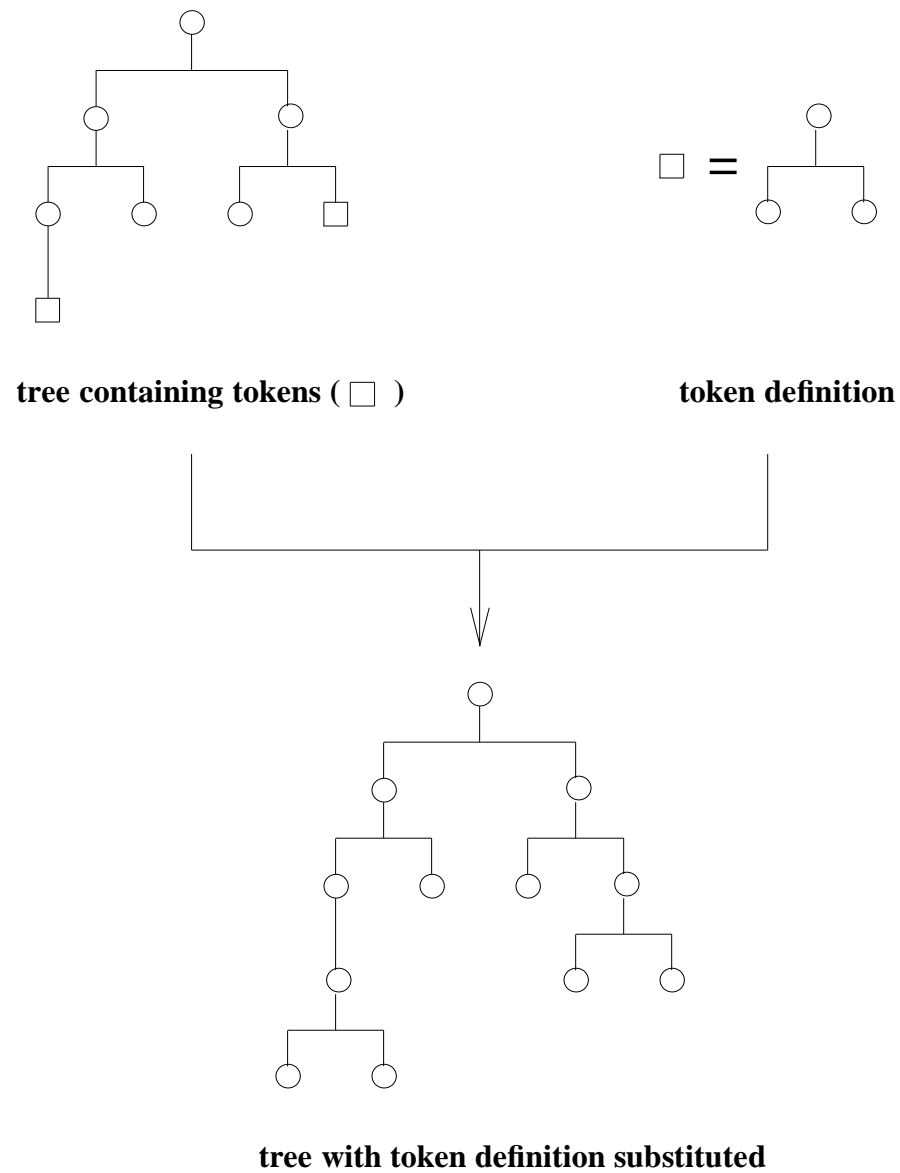 =
tree containing tokens ( □ )
token definition
tree with token definition substituted